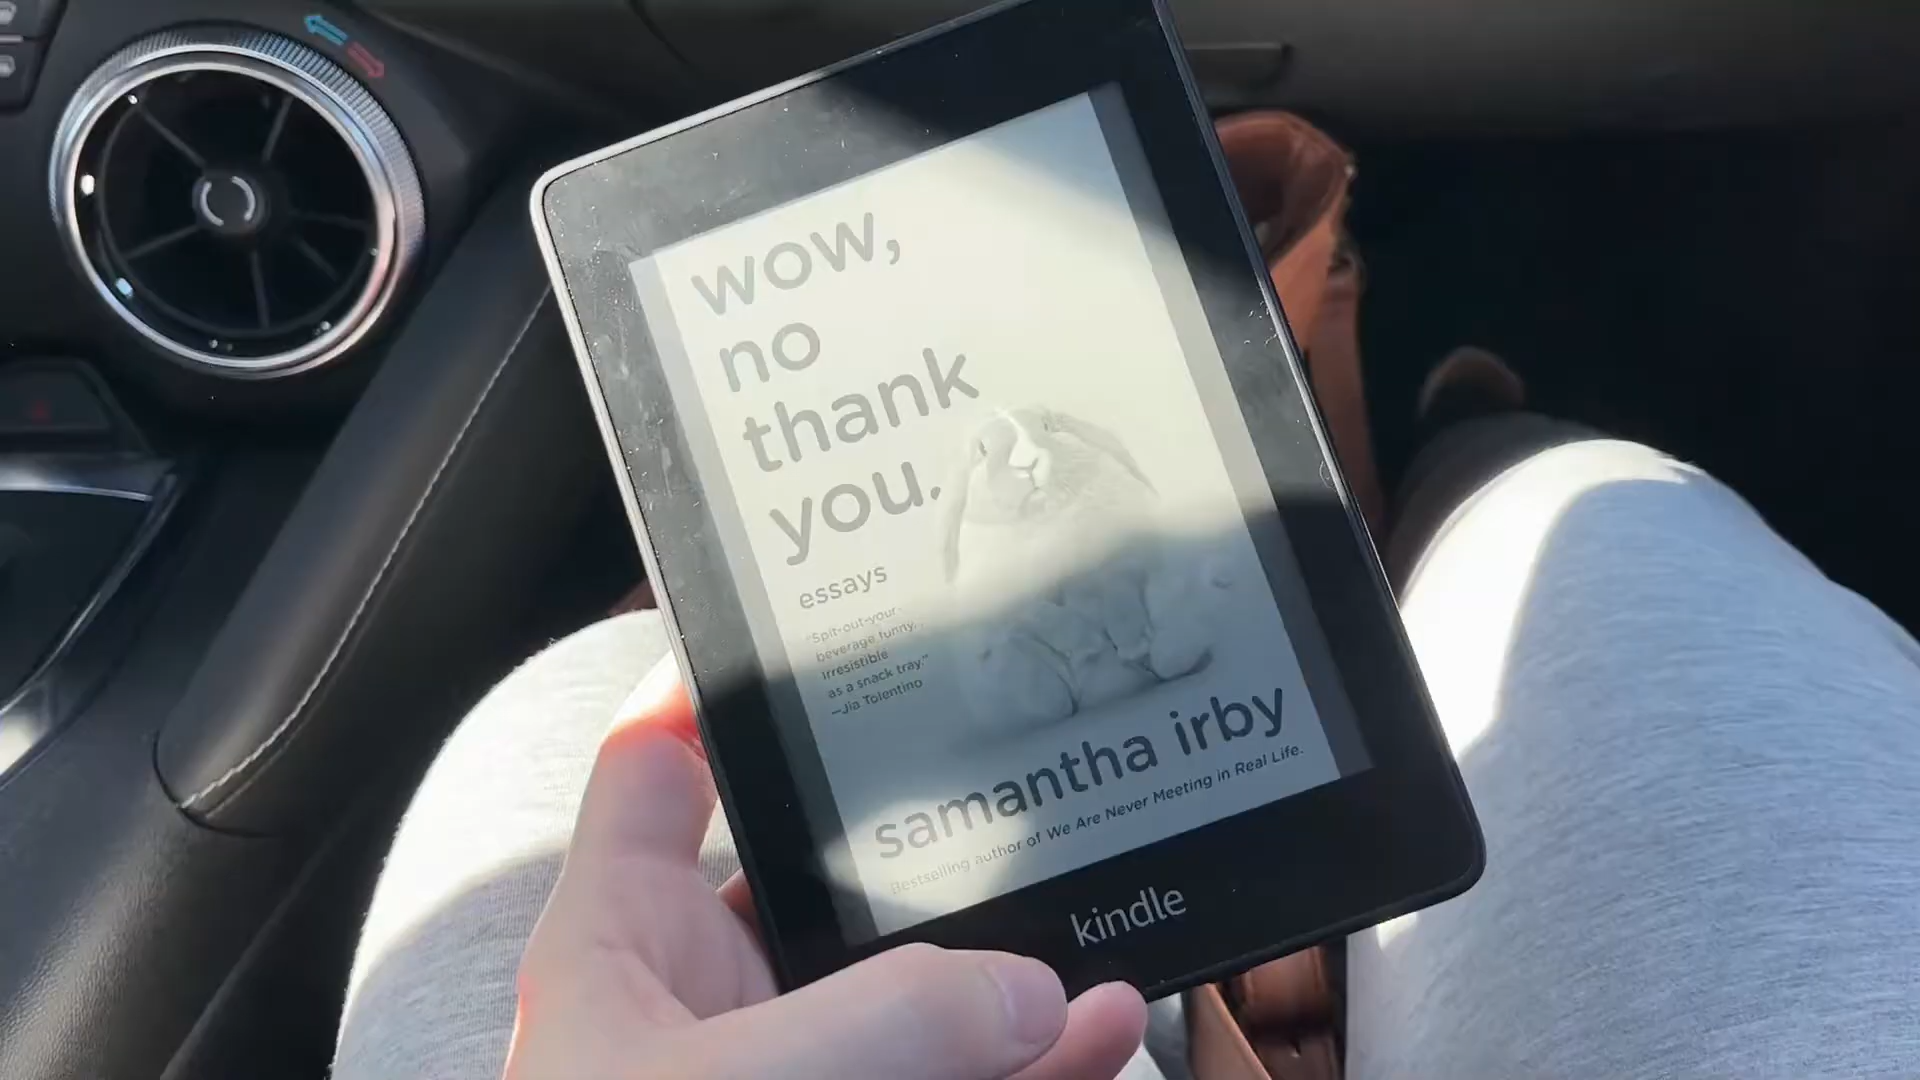 wow,
no
thank
you.
essays
"Spit-out-your-
beverage funny.
Irresistible
as a snack tray."
—Jia Tolentino
samantha irby
Bestselling author of We Are Never Meeting in Real Life.
kindle